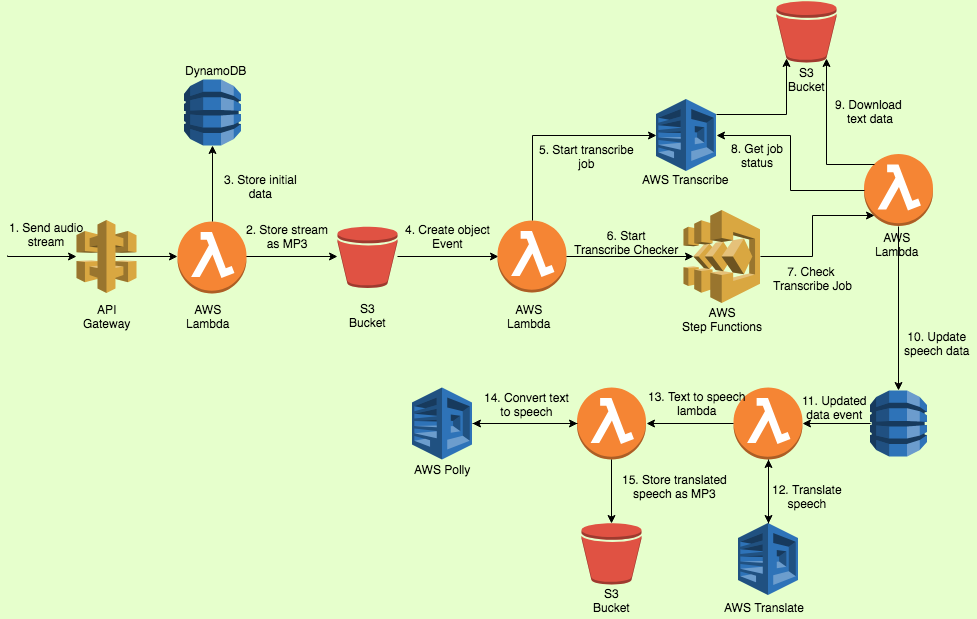 S3
Bucket
DynamoDB
9. Download
text data
5. Start transcribe
job
8. Get job
status
AWS Transcribe
3. Store initial
data
1. Send audio
stream
2. Store stream
as MP3
4. Create object
Event
6. Start
Transcribe Checker
AWS
Lambda
7. Check
Transcribe Job
API
Gateway
AWS
Lambda
S3
Bucket
AWS
Lambda
AWS
Step Functions
10. Update
speech data
14. Convert text
to speech
13. Text to speech
lambda
11. Updated
data event
AWS Polly
15. Store translated
speech as MP3
12. Translate
speech
S3
Bucket
AWS Translate